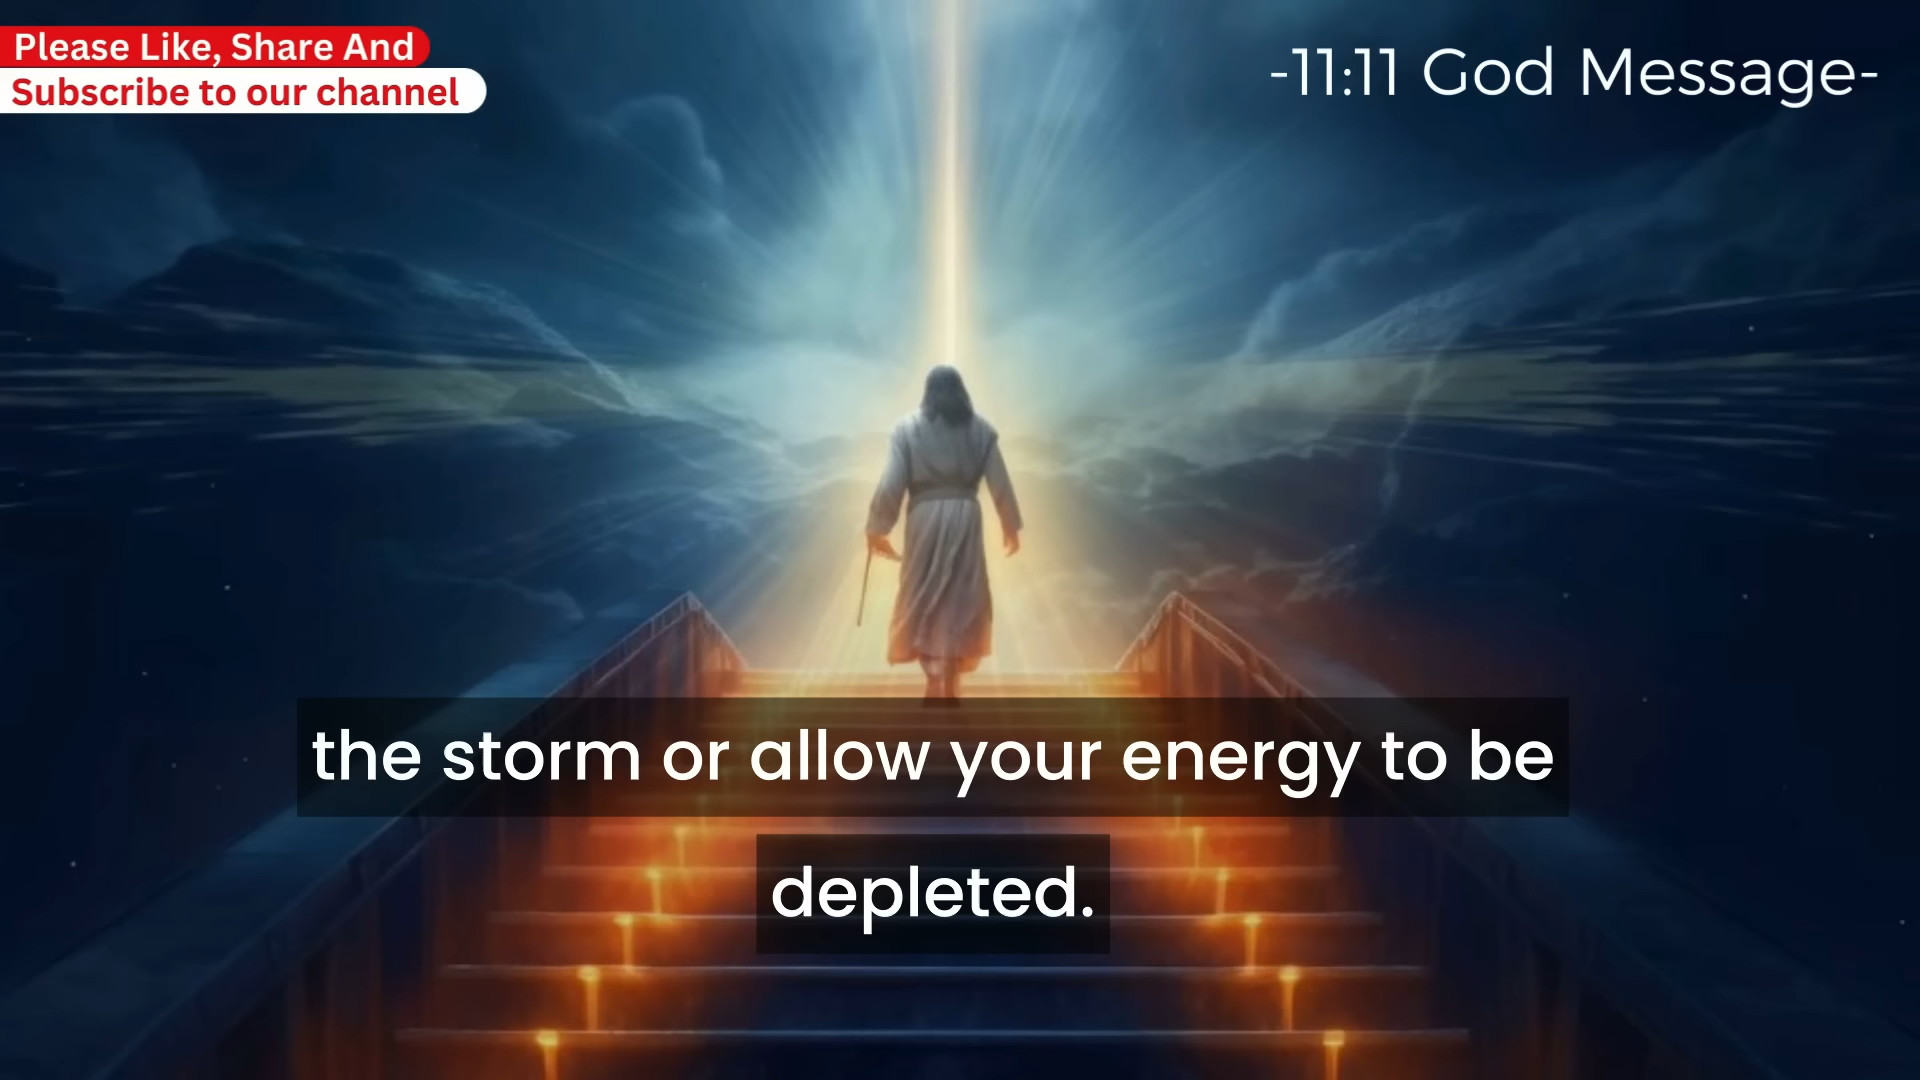 Please Like, Share And
Subscribe to our channel
-11:11 God Message-
the storm or allow your energy to be
depleted.